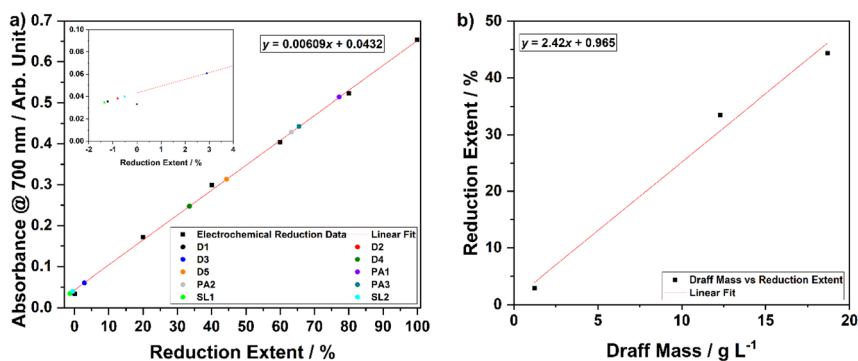 a)
y = 0.00609x + 0.0432
Absorbance @ 700 nm / Arb. Unit
0.7
0.6
0.5
0.4
0.3
0.2
0.1
0.0
0.10
0.08
0.06
0.04
0.02
0.00
-2 -1 0 1 2 3 4
Reduction Extent / %
Electrochemical Reduction Data Linear Fit
D1 D2
D3 D4
D5 PA1
PA2 PA3
SL1 SL2
0 10 20 30 40 50 60 70 80 90 100
Reduction Extent / %
b)
y = 2.42x + 0.965
Reduction Extent / %
50
40
30
20
10
0
Draff Mass vs Reduction Extent
Linear Fit
0 5 10 15 20
Draff Mass / g L-1